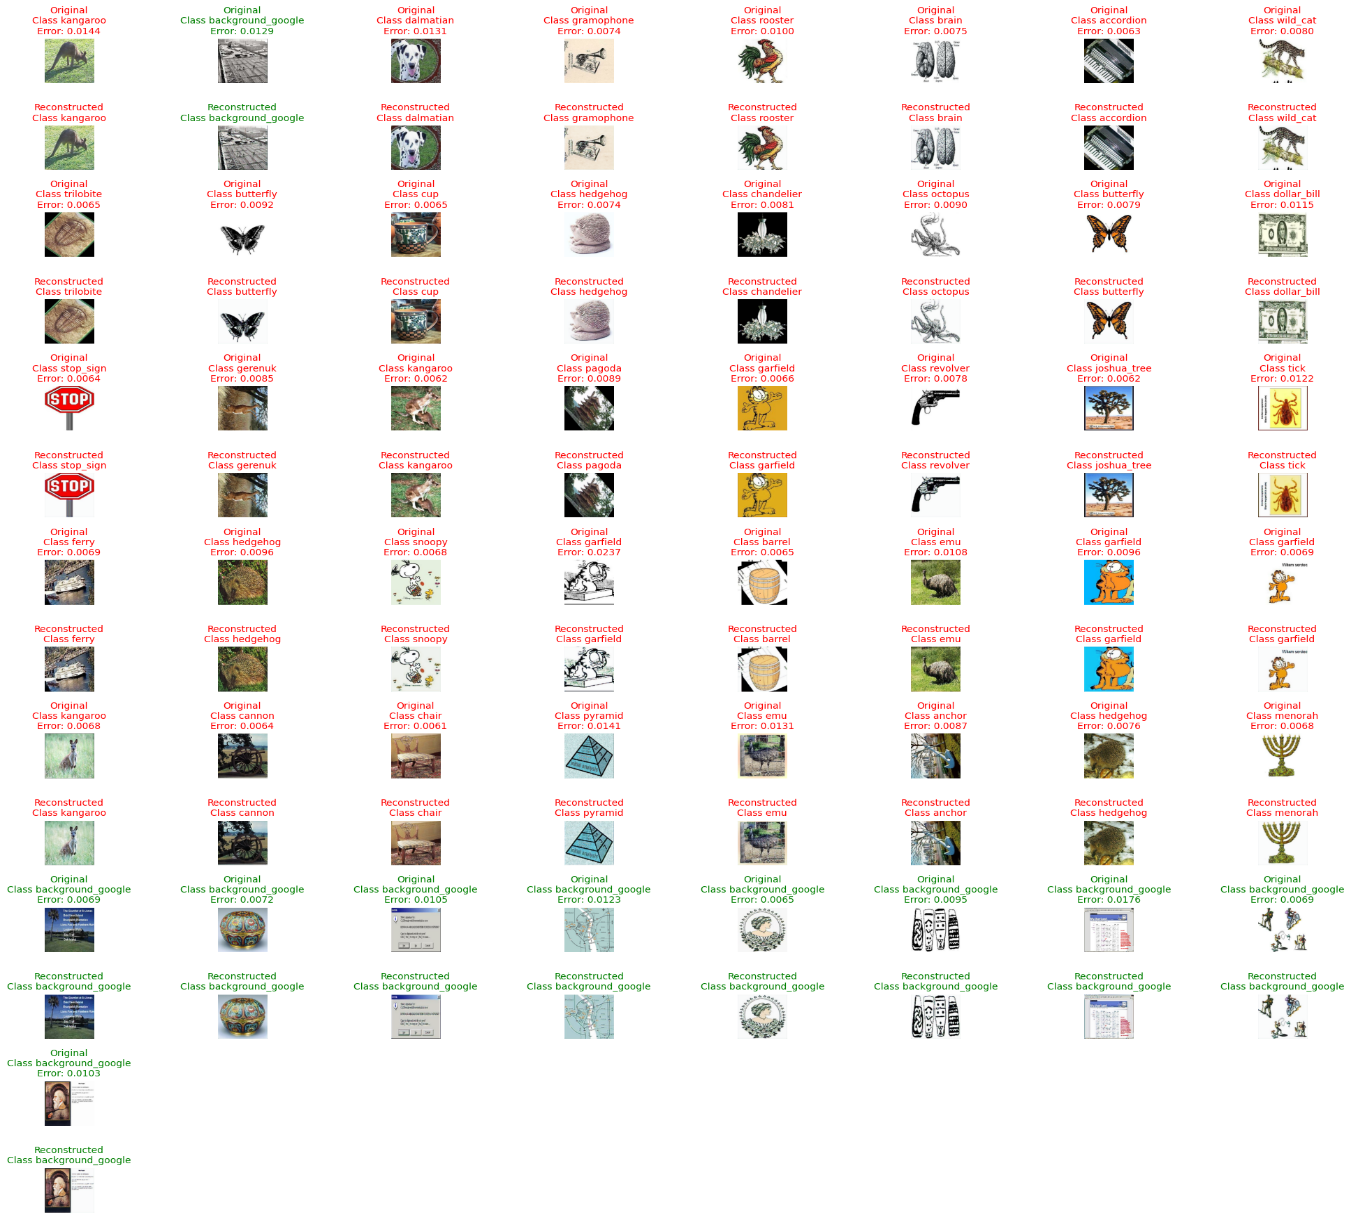 Original
Class kangaroo
Error: 0.0144
Original
Class background_google
Error: 0.0129
Original
Class dalmatian
Error: 0.0131
Original
Class gramophone
Error: 0.0074
Original
Class rooster
Error: 0.0100
Original
Class brain
Error: 0.0075
Original
Class accordion
Error: 0.0063
Original
Class wild_cat
Error: 0.0080
Reconstructed
Class kangaroo
Reconstructed
Class background_google
Reconstructed
Class dalmatian
Reconstructed
Class gramophone
Reconstructed
Class rooster
Reconstructed
Class brain
Reconstructed
Class accordion
Reconstructed
Class wild_cat
Original
Class trilobite
Error: 0.0065
Original
Class butterfly
Error: 0.0092
Original
Class cup
Error: 0.0065
Original
Class hedgehog
Error: 0.0074
Original
Class chandelier
Error: 0.0081
Original
Class octopus
Error: 0.0090
Original
Class butterfly
Error: 0.0079
Original
Class dollar_bill
Error: 0.0115
Reconstructed
Class trilobite
Reconstructed
Class butterfly
Reconstructed
Class cup
Reconstructed
Class hedgehog
Reconstructed
Class chandelier
Reconstructed
Class octopus
Reconstructed
Class butterfly
Reconstructed
Class dollar_bill
Original
Class stop_sign
Error: 0.0064
STOP
Original
Class gerenuk
Error: 0.0085
Original
Class kangaroo
Error: 0.0062
Original
Class pagoda
Error: 0.0089
Original
Class garfield
Error: 0.0066
Original
Class revolver
Error: 0.0078
Original
Class joshua_tree
Error: 0.0062
Original
Class tick
Error: 0.0122
Reconstructed
Class stop_sign
STOP
Reconstructed
Class gerenuk
Reconstructed
Class kangaroo
Reconstructed
Class pagoda
Reconstructed
Class garfield
Reconstructed
Class revolver
Reconstructed
Class joshua_tree
Reconstructed
Class tick
Original
Class ferry
Error: 0.0069
Original
Class hedgehog
Error: 0.0096
Original
Class snoopy
Error: 0.0068
Original
Class garfield
Error: 0.0237
Original
Class barrel
Error: 0.0065
Original
Class emu
Error: 0.0108
Original
Class garfield
Error: 0.0096
Original
Class garfield
Error: 0.0069
Reconstructed
Class ferry
Reconstructed
Class hedgehog
Reconstructed
Class snoopy
Reconstructed
Class garfield
Reconstructed
Class barrel
Reconstructed
Class emu
Reconstructed
Class garfield
Reconstructed
Class garfield
Original
Class kangaroo
Error: 0.0068
Original
Class cannon
Error: 0.0064
Original
Class chair
Error: 0.0061
Original
Class pyramid
Error: 0.0141
Original
Class emu
Error: 0.0131
Original
Class anchor
Error: 0.0087
Original
Class hedgehog
Error: 0.0076
Original
Class menorah
Error: 0.0068
Reconstructed
Class kangaroo
Reconstructed
Class cannon
Reconstructed
Class chair
Reconstructed
Class pyramid
Reconstructed
Class emu
Reconstructed
Class anchor
Reconstructed
Class hedgehog
Reconstructed
Class menorah
Original
Class background_google
Error: 0.0069
Original
Class background_google
Error: 0.0072
Original
Class background_google
Error: 0.0105
Original
Class background_google
Error: 0.0123
Original
Class background_google
Error: 0.0065
Original
Class background_google
Error: 0.0095
Original
Class background_google
Error: 0.0176
Original
Class background_google
Error: 0.0069
Reconstructed
Class background_google
Reconstructed
Class background_google
Reconstructed
Class background_google
Reconstructed
Class background_google
Reconstructed
Class background_google
Reconstructed
Class background_google
Reconstructed
Class background_google
Reconstructed
Class background_google
Original
Class background_google
Error: 0.0103
Reconstructed
Class background_google